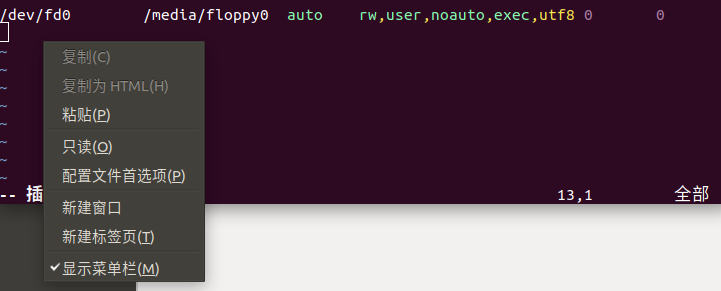 /dev/fd0 /media/floppy0 auto rw,user,noauto,exec,utf8 0 0
~
复制(C)
~
复制为 HTML(H)
~
粘贴(P)
~
只读(O)
~
~
配置文件首选项(P)
~
~
-- 插
13,1 全部
新建窗口
新建标签页(T)
显示菜单栏(M)